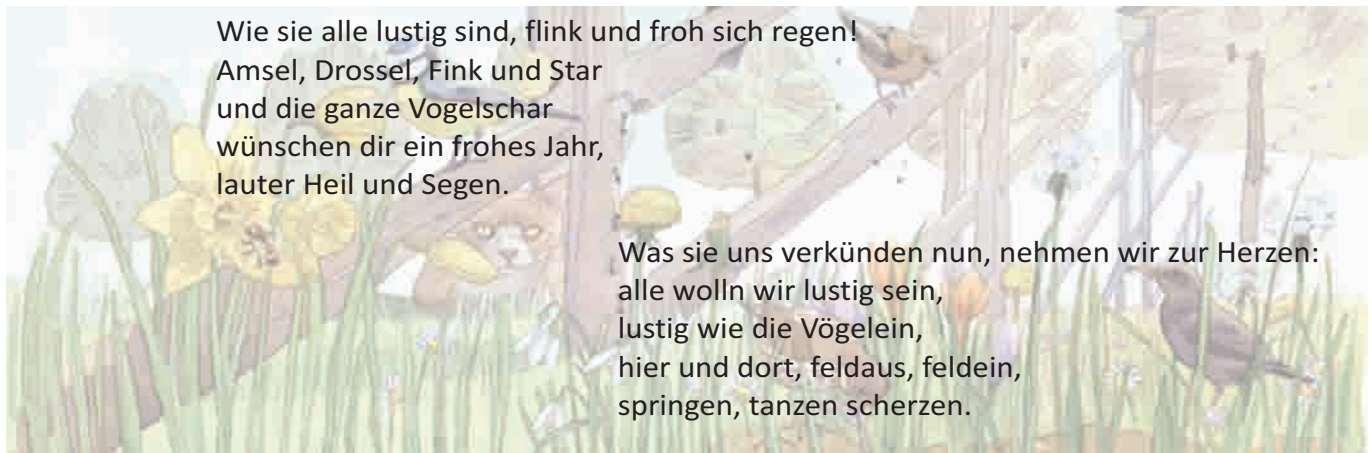 Wie sie alle lustig sind, flink und froh sich regen!
Amsel, Drossel, Fink und Star
und die ganze Vogelschar
wünschen dir ein frohes Jahr,
lauter Heil und Segen.
Was sie uns verkünden nun, nehmen wir zur Herzen:
alle wolln wir lustig sein,
lustig wie die Vögelein,
hier und dort, feldaus, feldein,
springen, tanzen scherzen.